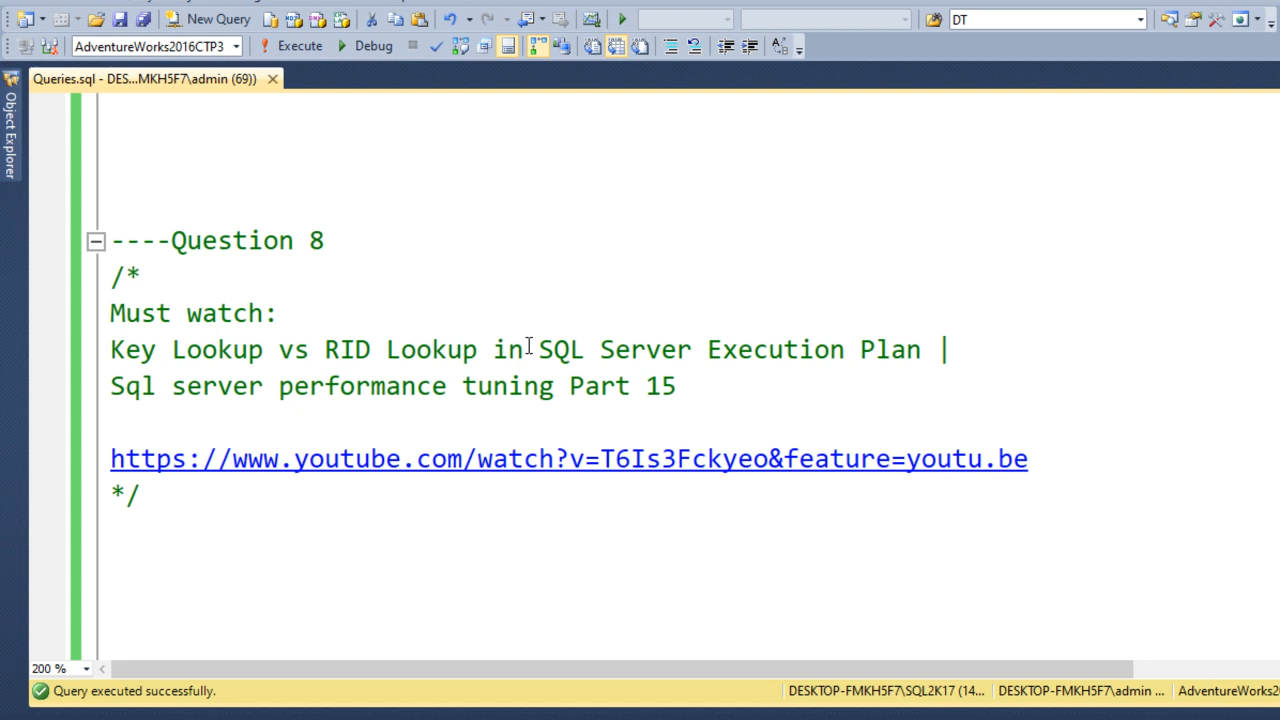 New Query
DT
AdventureWorks2016CTP3
Execute
Debug
Queries.sql - DES...MKH5F7\admin (69))
Object Explorer
----Question 8
/*
Must watch:
Key Lookup vs RID Lookup in SQL Server Execution Plan |
Sql server performance tuning Part 15
https://www.youtube.com/watch?v=T6Is3Fckyeo&feature=youtu.be
*/
200 %
Query executed successfully.
DESKTOP-FMKH5F7\SQL2K17 (14...
DESKTOP-FMKH5F7\admin ...
AdventureWorks2